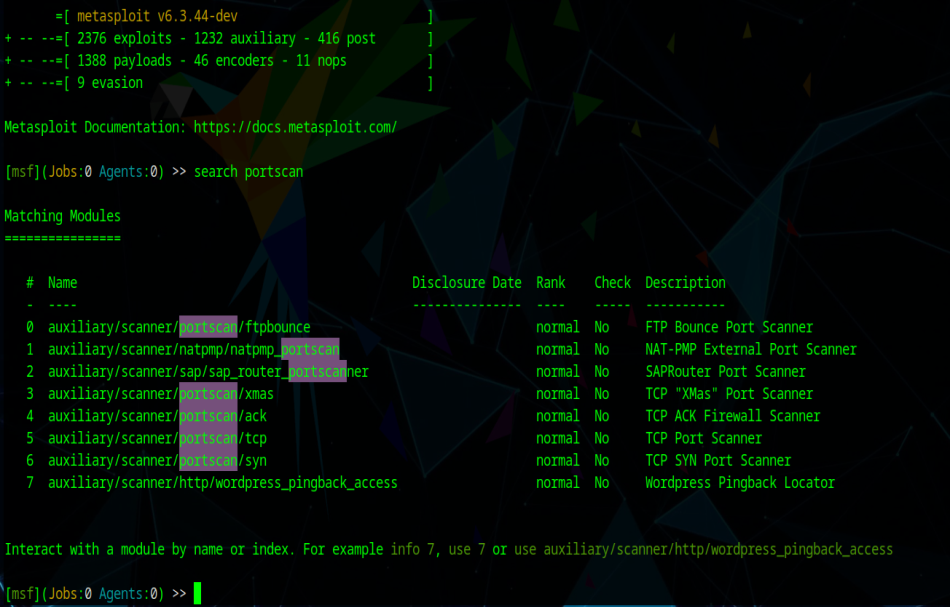 =[ metasploit v6.3.44-dev ]
+ -- --=[ 2376 exploits - 1232 auxiliary - 416 post ]
+ -- --=[ 1388 payloads - 46 encoders - 11 nops ]
+ -- --=[ 9 evasion ]
Metasploit Documentation: https://docs.metasploit.com/
[msf](Jobs:0 Agents:0) >> search portscan
Matching Modules
================
# Name Disclosure Date Rank Check Description
- ---- --------------- ---- ----- -----------
0 auxiliary/scanner/portscan/ftpbounce normal No FTP Bounce Port Scanner
1 auxiliary/scanner/natpmp/natpmp_portscan normal No NAT-PMP External Port Scanner
2 auxiliary/scanner/sap/sap_router_portscanner normal No SAPRouter Port Scanner
3 auxiliary/scanner/portscan/xmas normal No TCP "XMas" Port Scanner
4 auxiliary/scanner/portscan/ack normal No TCP ACK Firewall Scanner
5 auxiliary/scanner/portscan/tcp normal No TCP Port Scanner
6 auxiliary/scanner/portscan/syn normal No TCP SYN Port Scanner
7 auxiliary/scanner/http/wordpress_pingback_access normal No Wordpress Pingback Locator
Interact with a module by name or index. For example info 7, use 7 or use auxiliary/scanner/http/wordpress_pingback_access
[msf](Jobs:0 Agents:0) >>